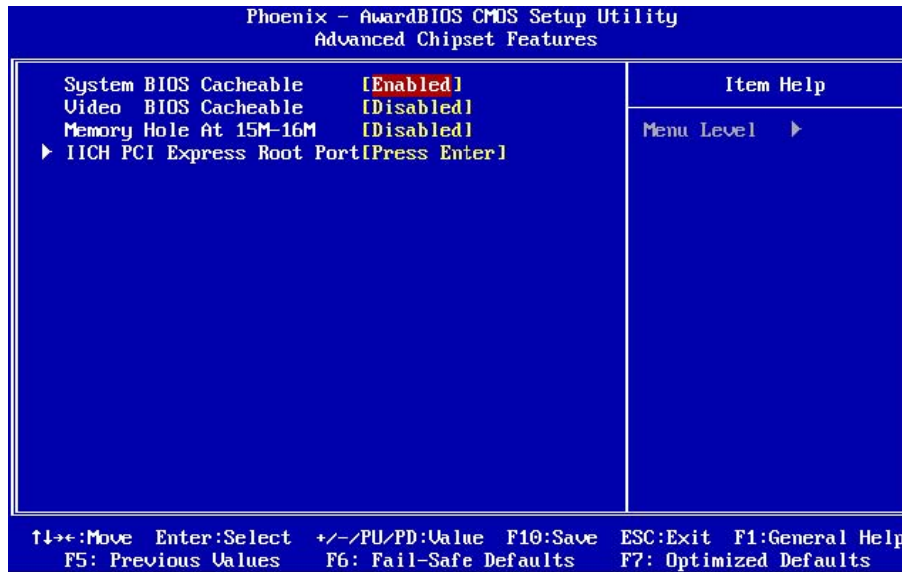 Phoenix - AwardBIOS CMOS Setup Utility
Advanced Chipset Features
System BIOS Cacheable [Enabled]
Video BIOS Cacheable [Disabled]
Memory Hole At 15M-16M [Disabled]
▶ IICH PCI Express Root Port[Press Enter]
Item Help
Menu Level ▶
↑↓→←:Move Enter:Select +/-/PU/PD:Value F10:Save ESC:Exit F1:General Help
F5: Previous Values F6: Fail-Safe Defaults F7: Optimized Defaults